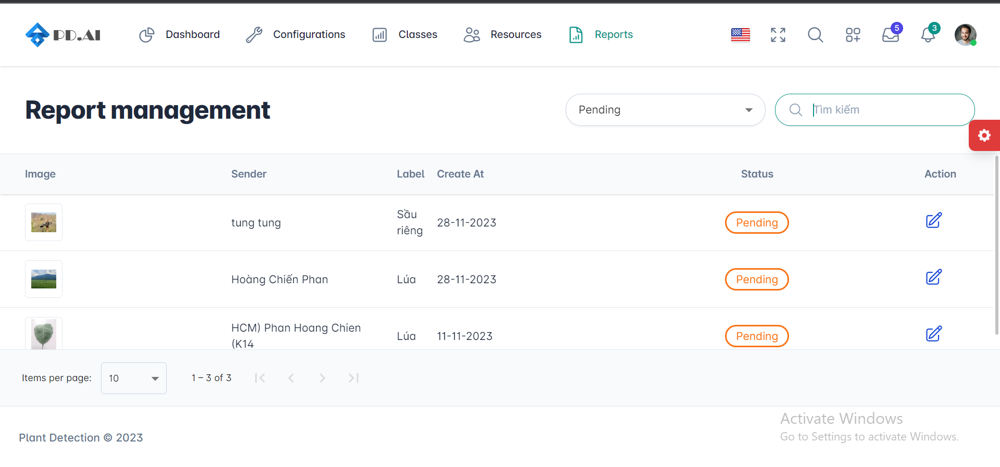 PD.AI
Dashboard
Configurations
Classes
Resources
Reports
5
3
Report management
Pending
Tìm kiếm
Image
Sender
Label
Create At
Status
Action
tung tung
Sầu
riêng
28-11-2023
Pending
Hoàng Chiến Phan
Lúa
28-11-2023
Pending
HCM) Phan Hoang Chien
(K14
Lúa
11-11-2023
Pending
Items per page:
10
1 – 3 of 3
Activate Windows
Go to Settings to activate Windows.
Plant Detection © 2023